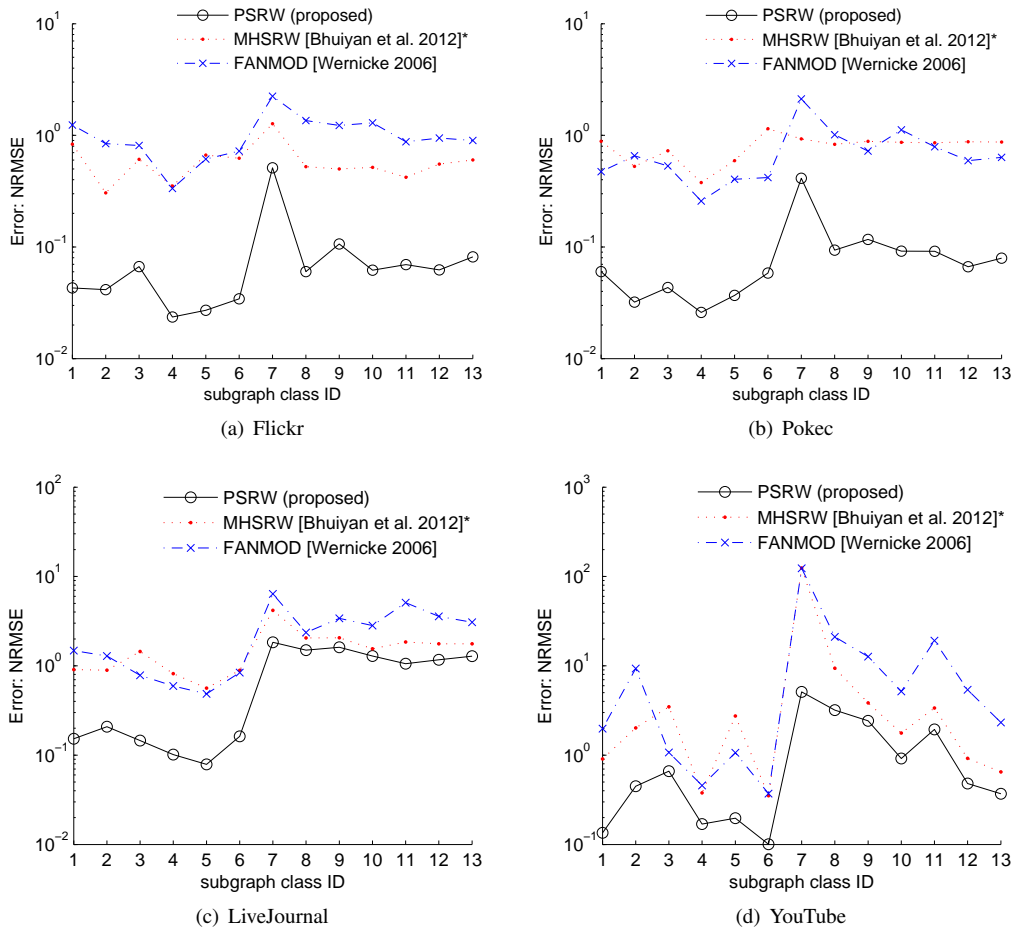 PSRW (proposed)
MHSRW [Bhuiyan et al. 2012]*
FANMOD [Wernicke 2006]
10^1
10^0
10^−1
10^−2
Error: NRMSE
1 2 3 4 5 6 7 8 9 10 11 12 13
subgraph class ID
(a) Flickr
PSRW (proposed)
MHSRW [Bhuiyan et al. 2012]*
FANMOD [Wernicke 2006]
10^1
10^0
10^−1
10^−2
Error: NRMSE
1 2 3 4 5 6 7 8 9 10 11 12 13
subgraph class ID
(b) Pokec
PSRW (proposed)
MHSRW [Bhuiyan et al. 2012]*
FANMOD [Wernicke 2006]
10^2
10^1
10^0
10^−1
10^−2
Error: NRMSE
1 2 3 4 5 6 7 8 9 10 11 12 13
subgraph class ID
(c) LiveJournal
PSRW (proposed)
MHSRW [Bhuiyan et al. 2012]*
FANMOD [Wernicke 2006]
10^3
10^2
10^1
10^0
10^−1
Error: NRMSE
1 2 3 4 5 6 7 8 9 10 11 12 13
subgraph class ID
(d) YouTube